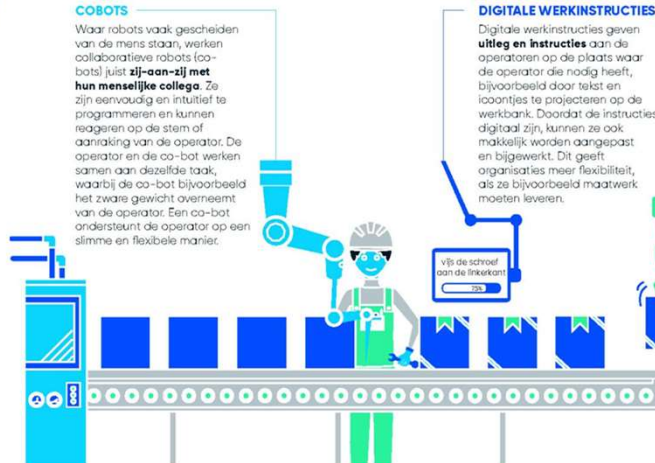 COBOTS
Waar robots vaak gescheiden
van de mens staan, werken
collaboratieve robots (co-
bots) juist zij-aan-zij met
hun menselijke collega. Ze
zijn eenvoudig en intuïtief te
programmeren en kunnen
reageren op de stem of
aanraking van de operator. De
operator en de co-bot werken
samen aan dezelfde taak,
waarbij de co-bot bijvoorbeeld
het zware gewicht overneemt
van de operator. Een co-bot
ondersteunt de operator op een
slimme en flexibele manier.
DIGITALE WERKINSTRUCTIES
Digitale werkinstructies geven
uitleg en instructies aan de
operatoren op de plaats waar
de operator die nodig heeft,
bijvoorbeeld door tekst en
icoontjes te projecteren op de
werkbank. Doordat de instructies
digitaal zijn, kunnen ze ook
makkelijk worden aangepast
en bijgewerkt. Dit geeft
organisaties meer flexibiliteit,
als ze bijvoorbeeld maatwerk
moeten leveren.
vijs de schroef
aan de linkerkant
73%